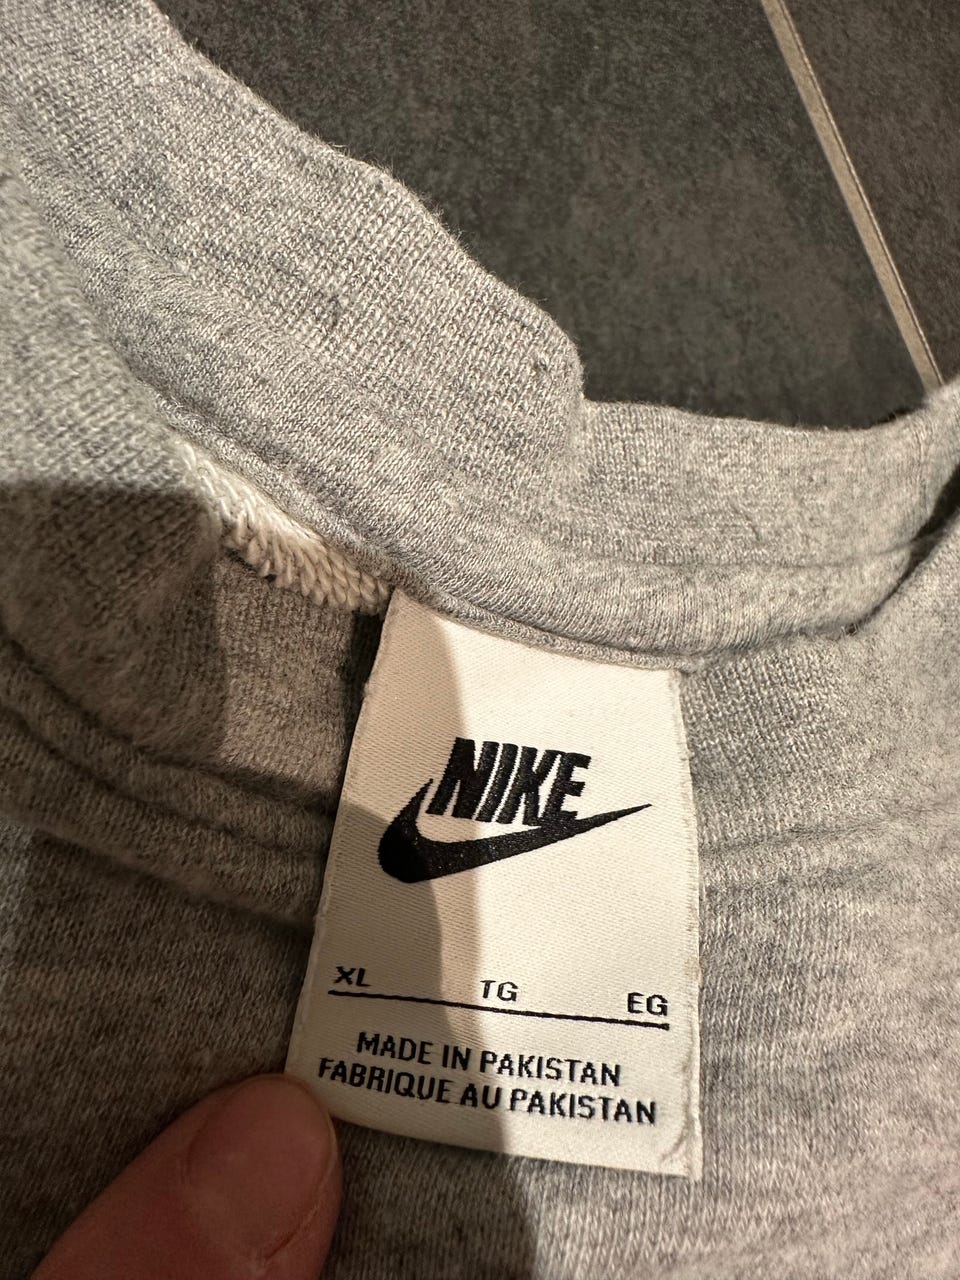 NIKE
XL TG EG
MADE IN PAKISTAN
FABRIQUE AU PAKISTAN